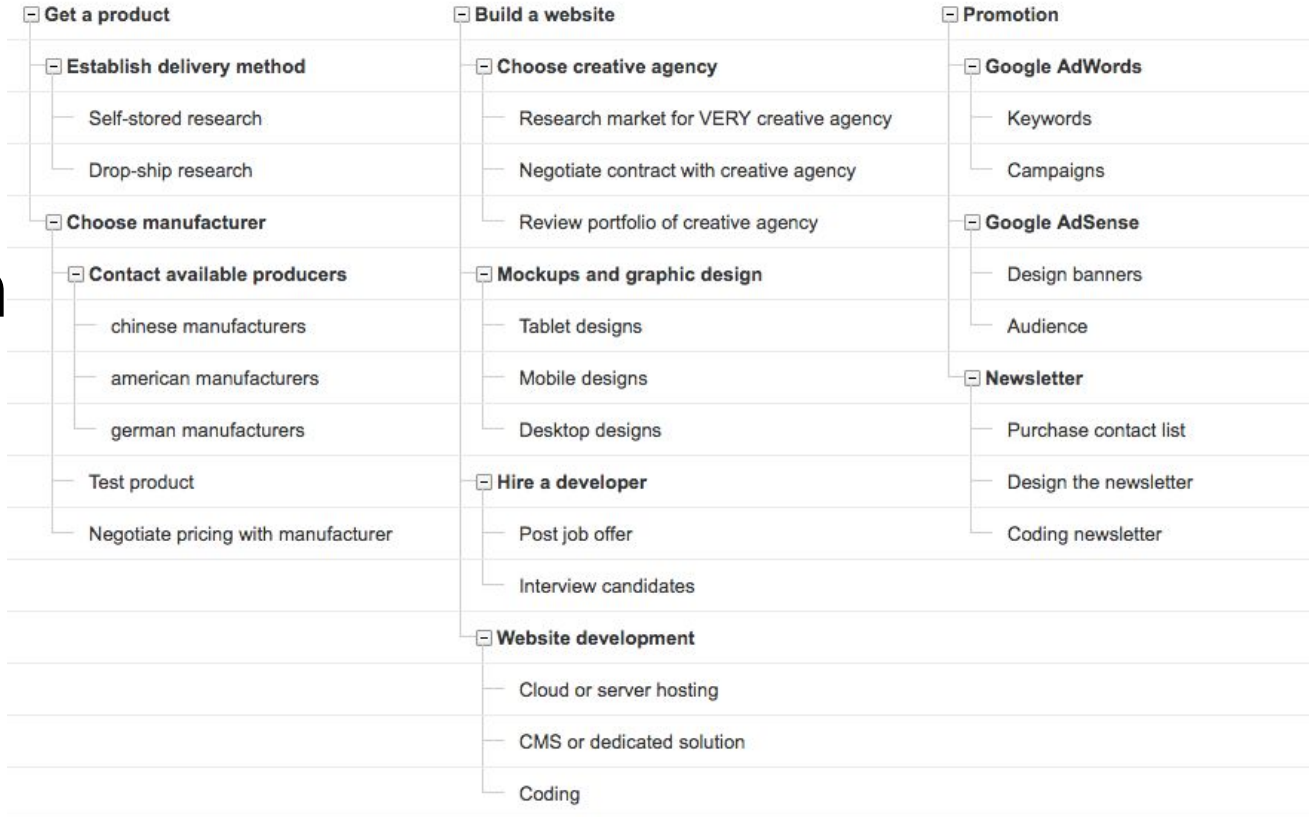 Get a product
Establish delivery method
Self-stored research
Drop-ship research
Choose manufacturer
Contact available producers
chinese manufacturers
american manufacturers
german manufacturers
Test product
Negotiate pricing with manufacturer
Build a website
Choose creative agency
Research market for VERY creative agency
Negotiate contract with creative agency
Review portfolio of creative agency
Mockups and graphic design
Tablet designs
Mobile designs
Desktop designs
Hire a developer
Post job offer
Interview candidates
Website development
Cloud or server hosting
CMS or dedicated solution
Coding
Promotion
Google AdWords
Keywords
Campaigns
Google AdSense
Design banners
Audience
Newsletter
Purchase contact list
Design the newsletter
Coding newsletter